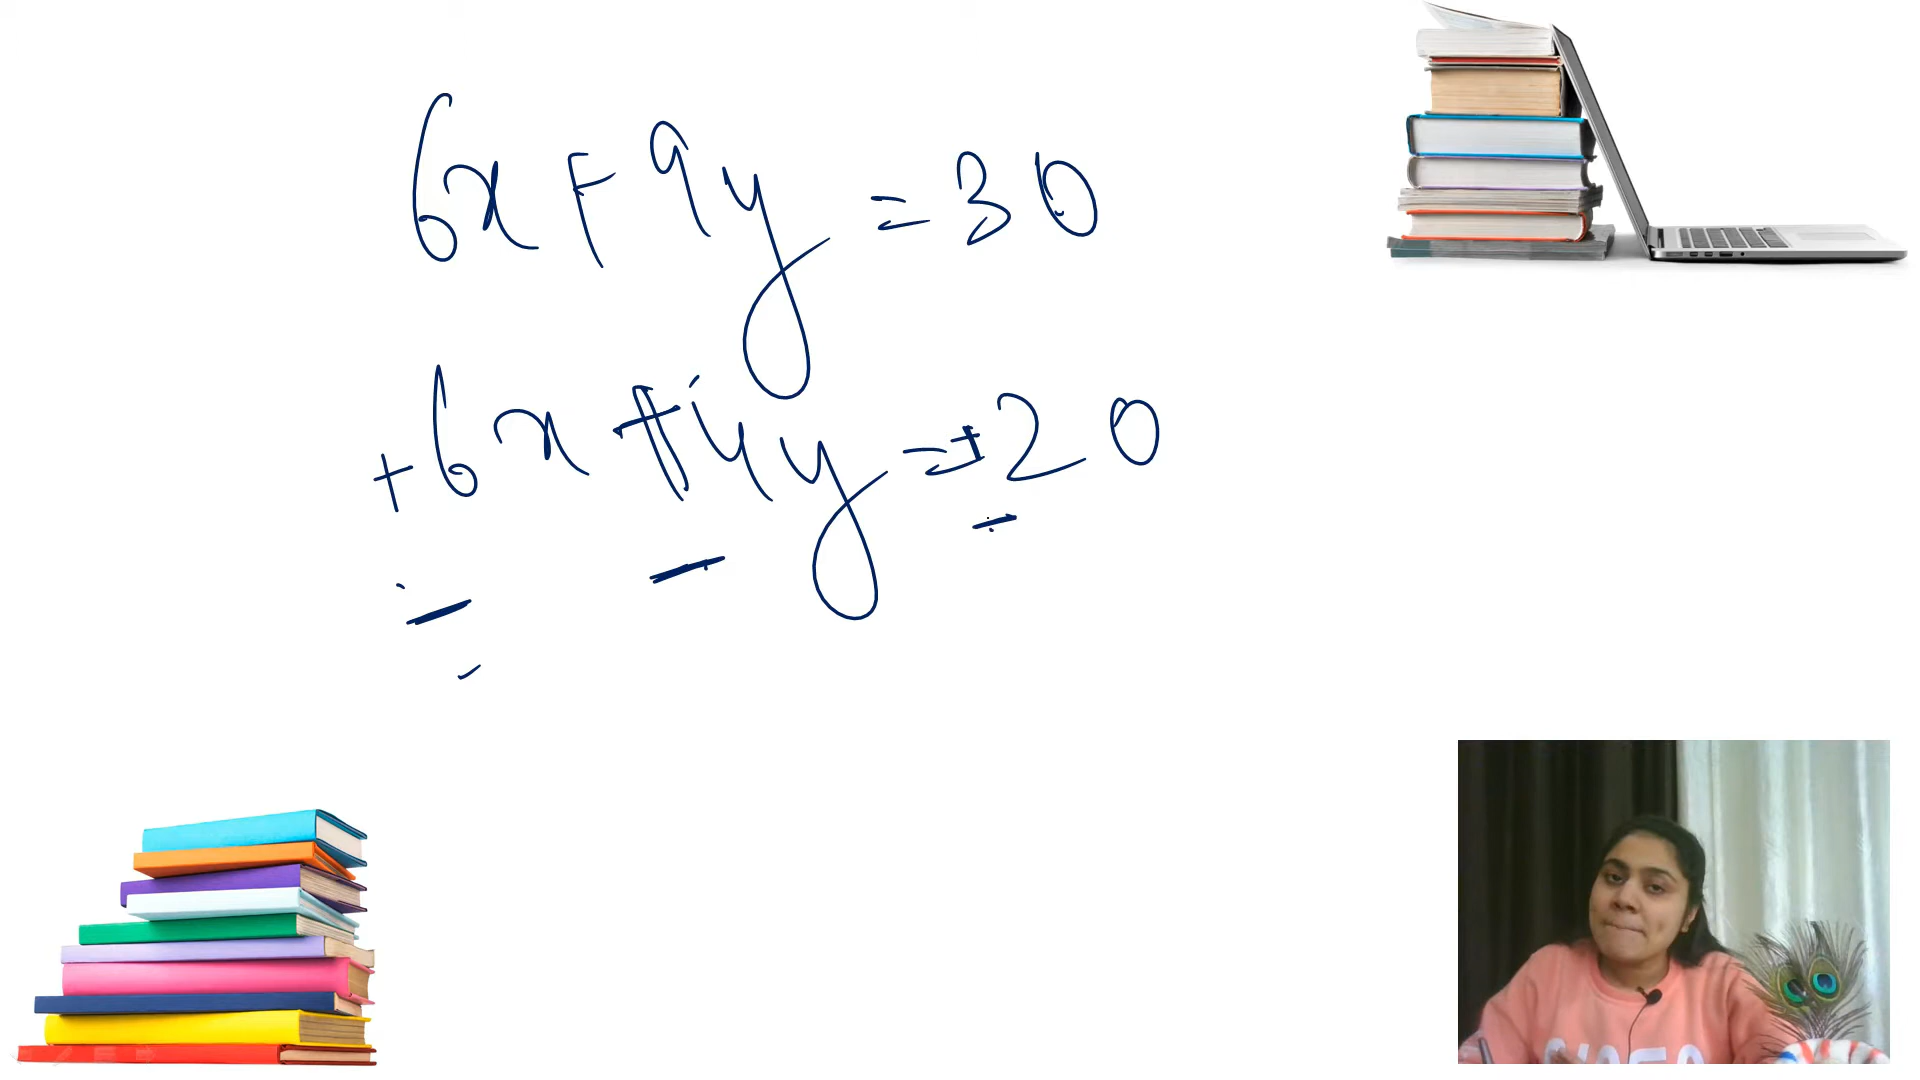 6x + 9y = 30
+6x + 4y = +20
- - -